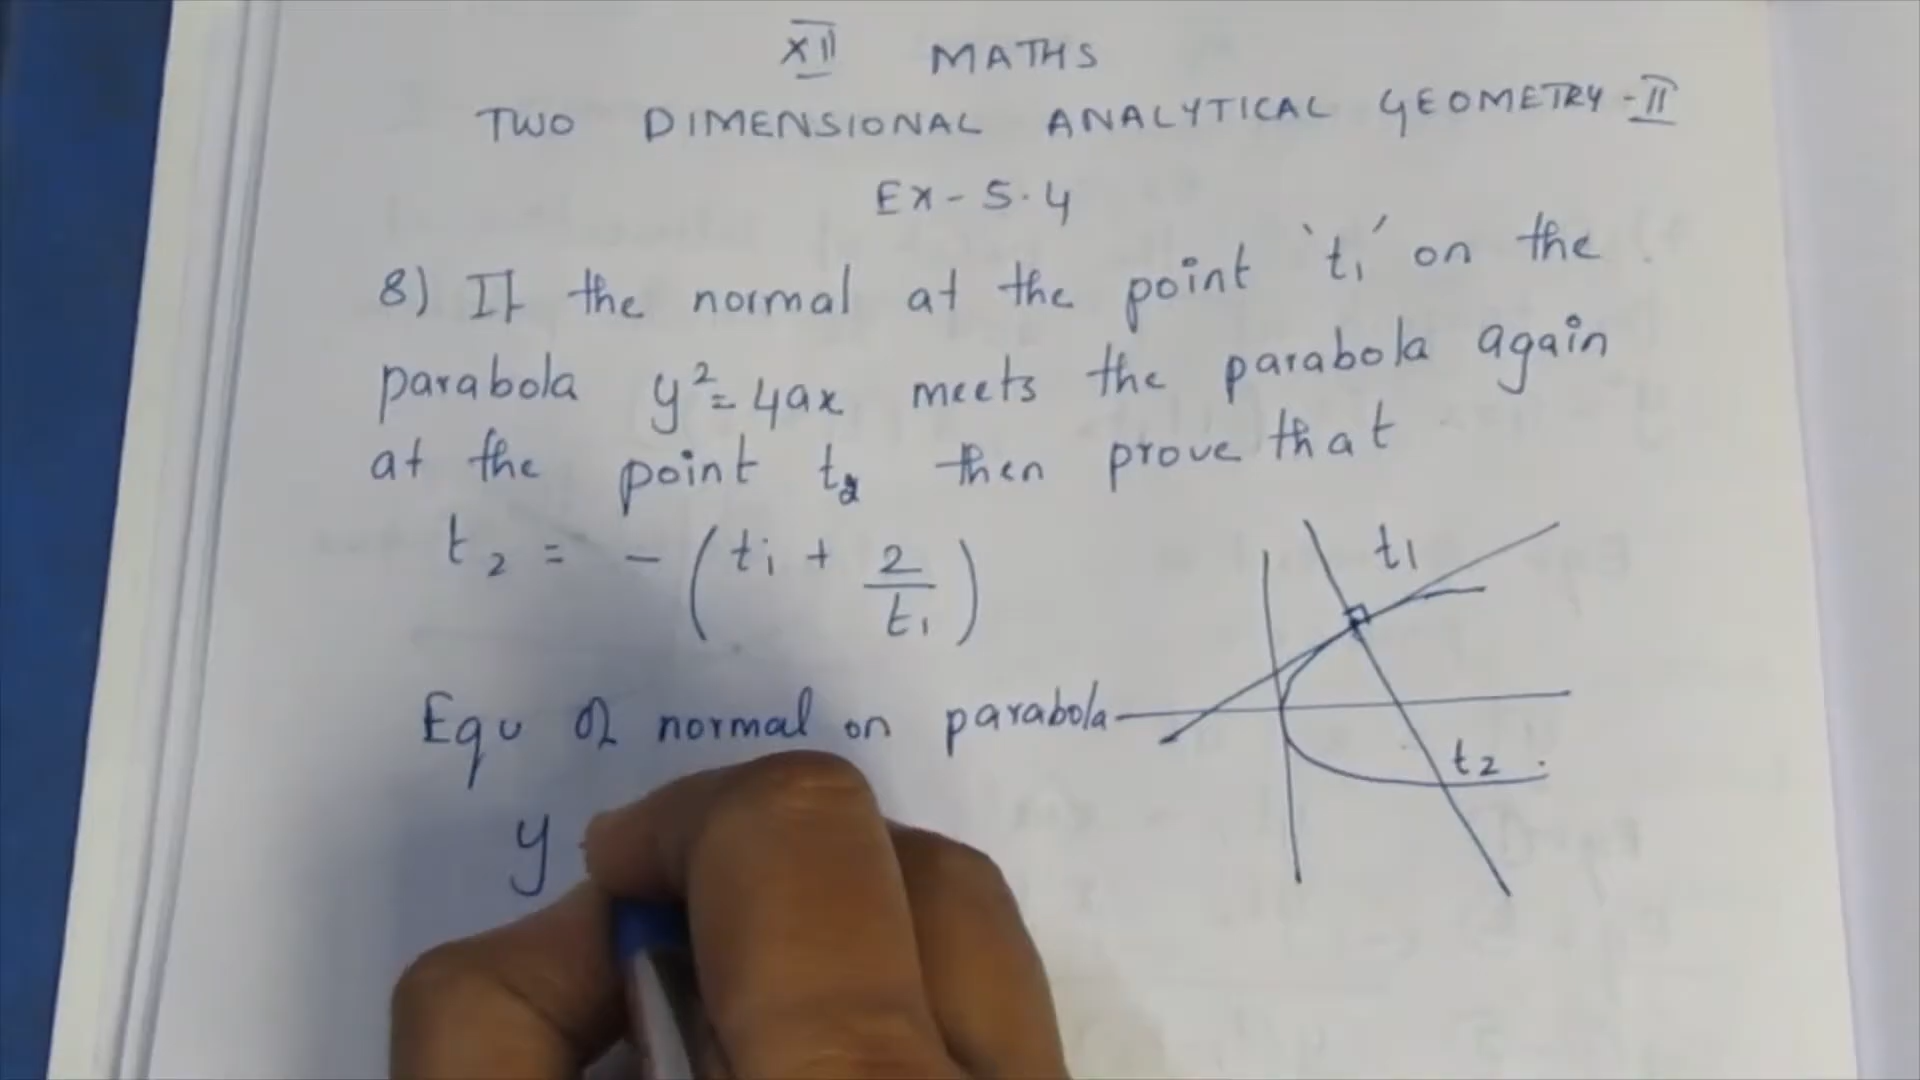 XII MATHS
TWO DIMENSIONAL ANALYTICAL GEOMETRY - II
Ex - 5.4
8) If the normal at the point 't₁' on the
parabola y² = 4ax meets the parabola again
at the point t₂ then prove that
t₂ = - (t₁ + 2/t₁)
t₁
Equ of normal on parabola
t₂
y